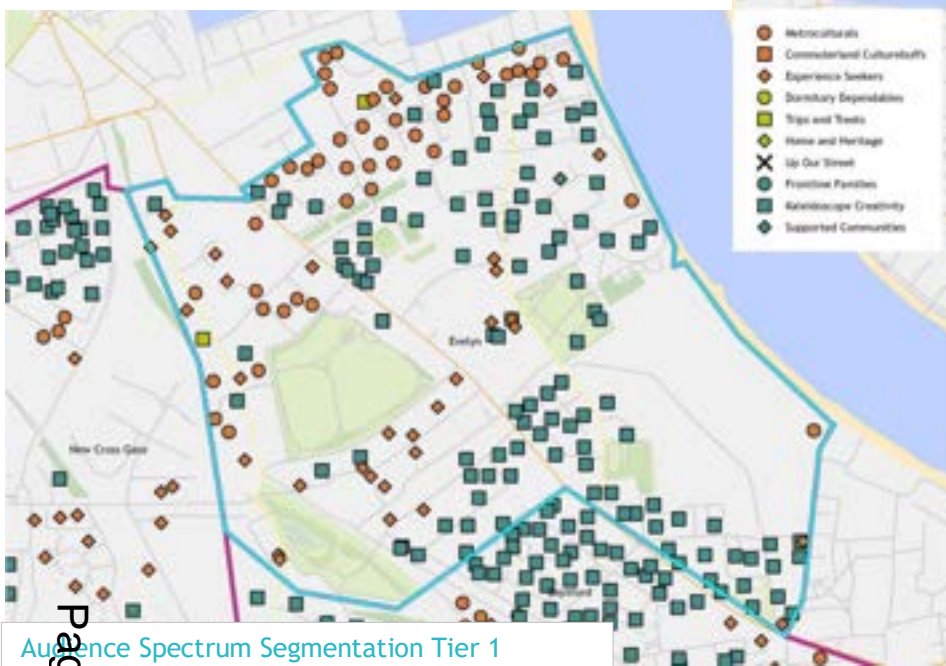 Metroculturals
Commuterland Culturebuffs
Experience Seekers
Dormitory Dependables
Trips and Treats
Home and Heritage
Up Our Street
Frontline Families
Kaleidoscope Creativity
Supported Communities
Evelyn
New Cross Gate
Audience Spectrum Segmentation Tier 1